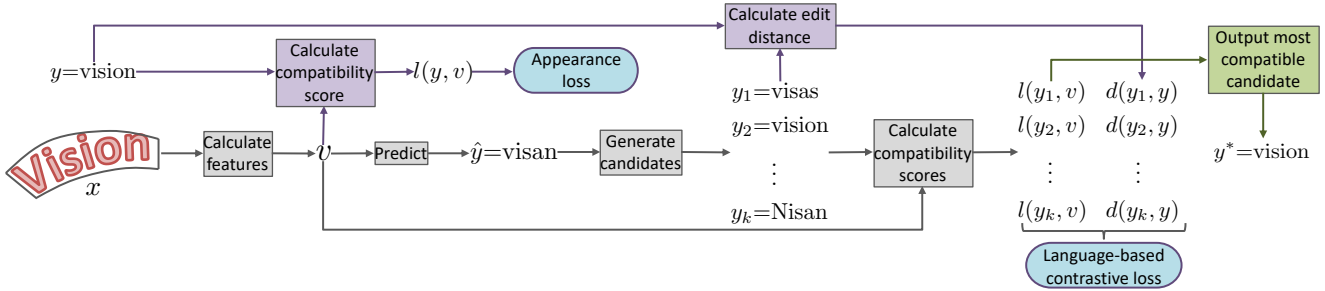 Calculate edit
distance
y=vision
Calculate
compatibility
score
l(y, v)
Appearance
loss
Output most
compatible
candidate
y₁=visas
l(y₁, v) d(y₁, y)
Vision
x
Calculate
features
v
Predict
ŷ=visan
Generate
candidates
y₂=vision
⋮
Calculate
compatibility
scores
l(y₂, v) d(y₂, y)
⋮ ⋮
y*=vision
yₖ=Nisan
l(yₖ, v) d(yₖ, y)
Language-based
contrastive loss